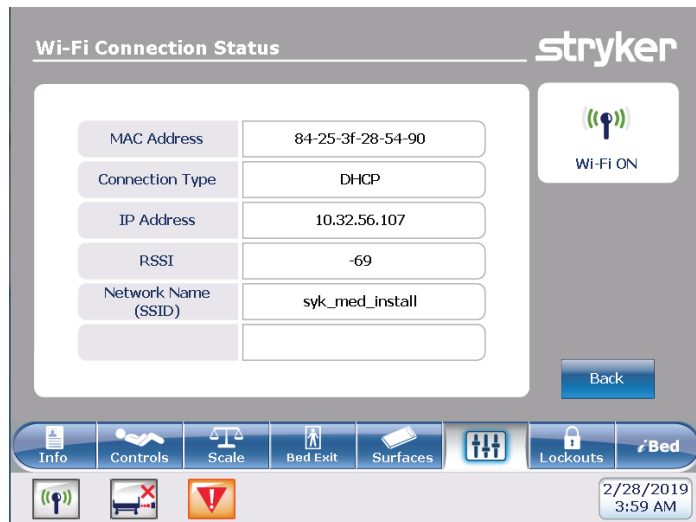 Wi-Fi Connection Status
stryker
MAC Address 84-25-3f-28-54-90
Connection Type DHCP
IP Address 10.32.56.107
RSSI -69
Network Name
(SSID)
syk_med_install
Wi-Fi ON
Back
Info Controls Scale Bed Exit Surfaces Lockouts iBed
2/28/2019
3:59 AM